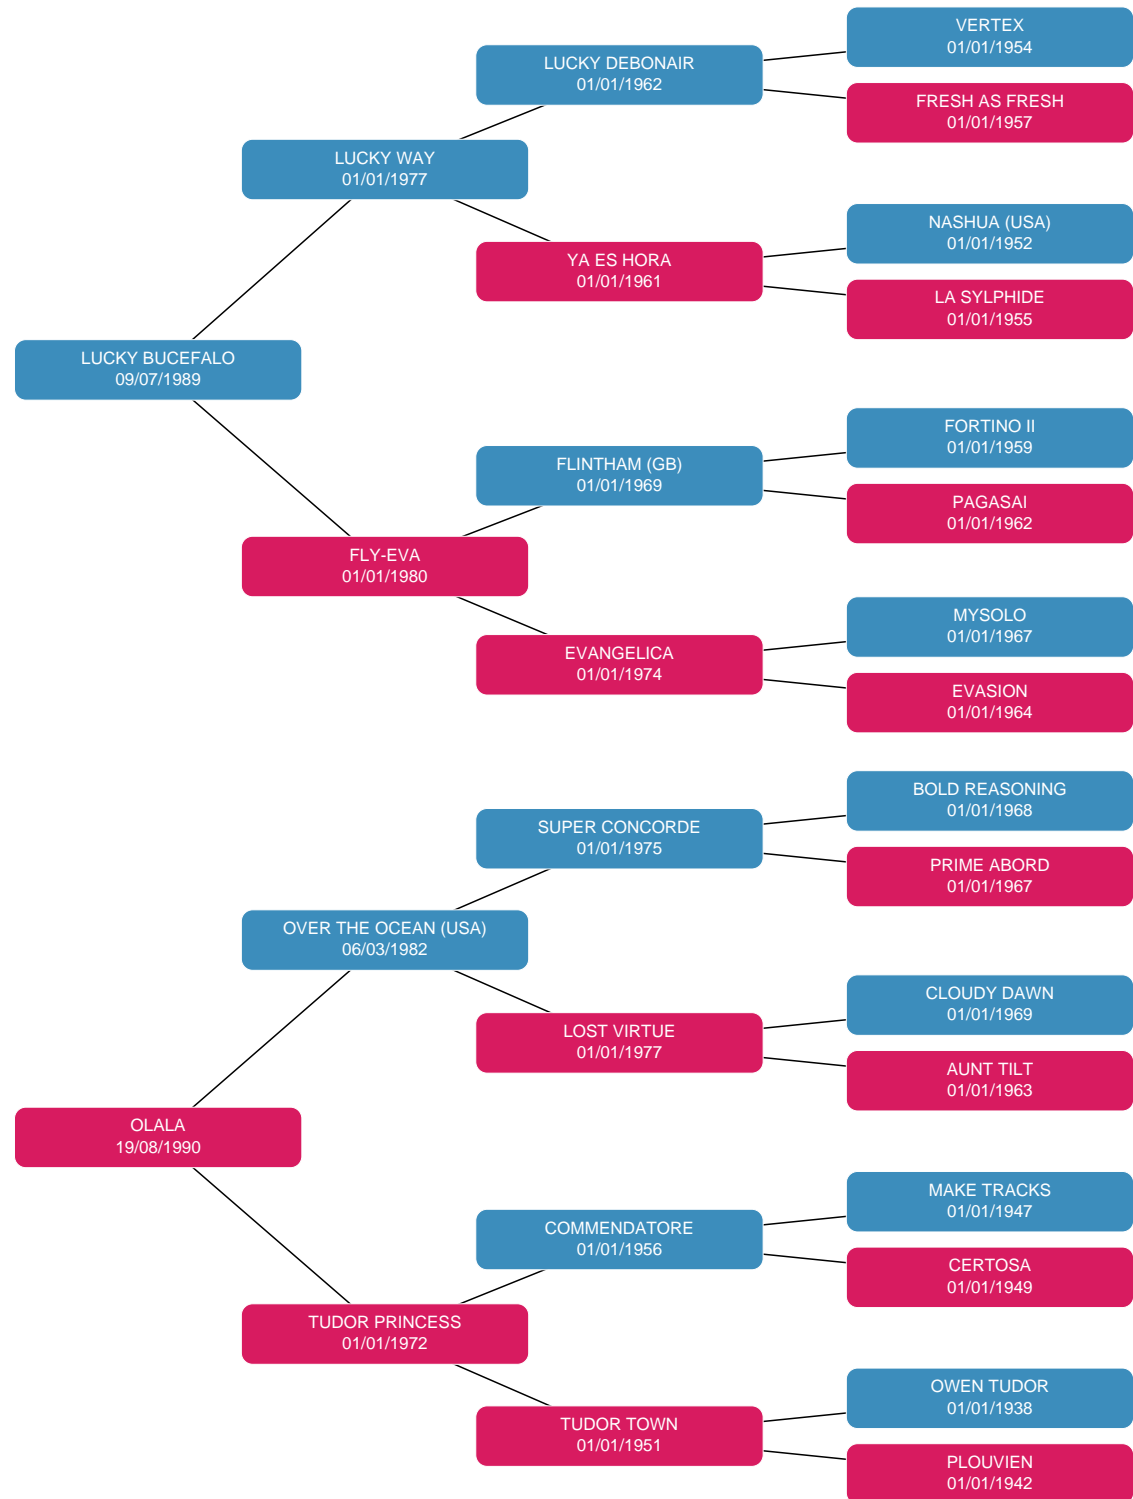 VERTEX
01/01/1954
LUCKY DEBONAIR
01/01/1962
FRESH AS FRESH
01/01/1957
LUCKY WAY
01/01/1977
NASHUA (USA)
01/01/1952
YA ES HORA
01/01/1961
LA SYLPHIDE
01/01/1955
LUCKY BUCEFALO
09/07/1989
FORTINO II
01/01/1959
FLINTHAM (GB)
01/01/1969
PAGASAI
01/01/1962
FLY-EVA
01/01/1980
MYSOLO
01/01/1967
EVANGELICA
01/01/1974
EVASION
01/01/1964
BOLD REASONING
01/01/1968
SUPER CONCORDE
01/01/1975
PRIME ABORD
01/01/1967
OVER THE OCEAN (USA)
06/03/1982
CLOUDY DAWN
01/01/1969
LOST VIRTUE
01/01/1977
AUNT TILT
01/01/1963
OLALA
19/08/1990
MAKE TRACKS
01/01/1947
COMMENDATORE
01/01/1956
CERTOSA
01/01/1949
TUDOR PRINCESS
01/01/1972
OWEN TUDOR
01/01/1938
TUDOR TOWN
01/01/1951
PLOUVIEN
01/01/1942